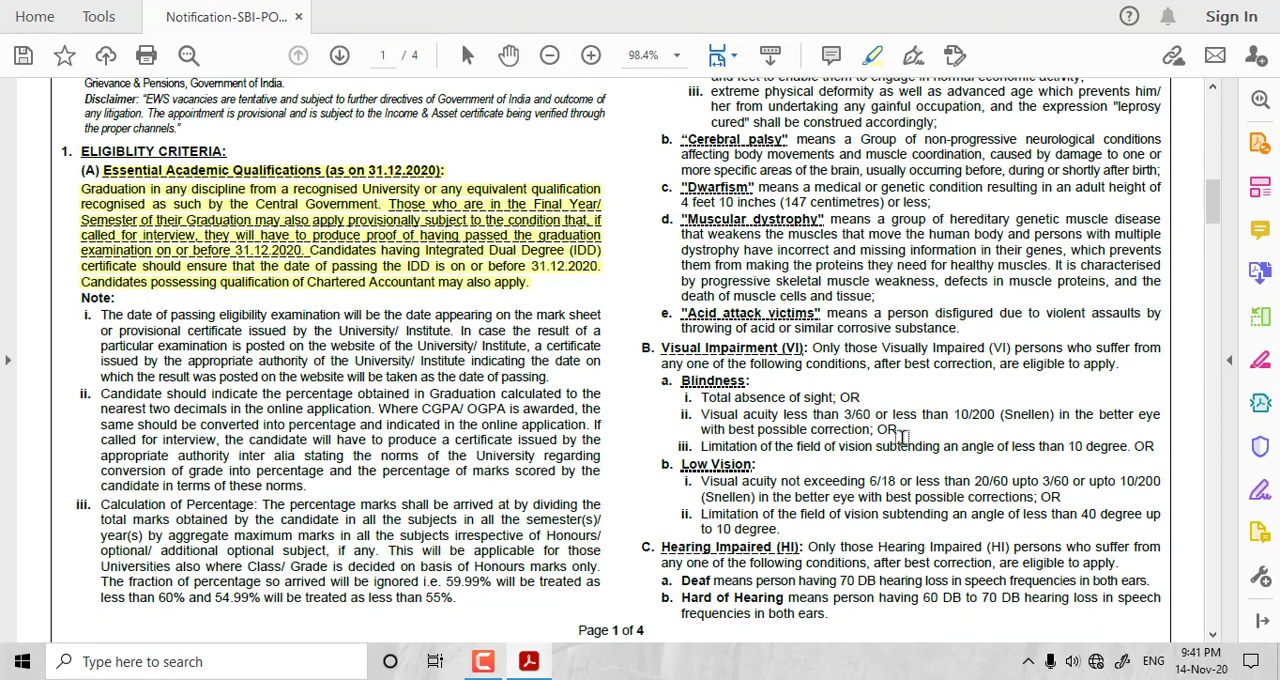 Home
Tools
Notification-SBI-PO... ×
Sign In
1 / 4
98.4%
Grievance & Pensions, Government of India.
Disclaimer: “EWS vacancies are tentative and subject to further directives of Government of India and outcome of
any litigation. The appointment is provisional and is subject to the Income & Asset certificate being verified through
the proper channels.”
1. ELIGIBLITY CRITERIA:
(A) Essential Academic Qualifications (as on 31.12.2020):
Graduation in any discipline from a recognised University or any equivalent qualification
recognised as such by the Central Government. Those who are in the Final Year/
Semester of their Graduation may also apply provisionally subject to the condition that, if
called for interview, they will have to produce proof of having passed the graduation
examination on or before 31.12.2020. Candidates having Integrated Dual Degree (IDD)
certificate should ensure that the date of passing the IDD is on or before 31.12.2020.
Candidates possessing qualification of Chartered Accountant may also apply.
Note:
i. The date of passing eligibility examination will be the date appearing on the mark sheet
or provisional certificate issued by the University/ Institute. In case the result of a
particular examination is posted on the website of the University/ Institute, a certificate
issued by the appropriate authority of the University/ Institute indicating the date on
which the result was posted on the website will be taken as the date of passing.
ii. Candidate should indicate the percentage obtained in Graduation calculated to the
nearest two decimals in the online application. Where CGPA/ OGPA is awarded, the
same should be converted into percentage and indicated in the online application. If
called for interview, the candidate will have to produce a certificate issued by the
appropriate authority inter alia stating the norms of the University regarding
conversion of grade into percentage and the percentage of marks scored by the
candidate in terms of these norms.
iii. Calculation of Percentage: The percentage marks shall be arrived at by dividing the
total marks obtained by the candidate in all the subjects in all the semester(s)/
year(s) by aggregate maximum marks in all the subjects irrespective of Honours/
optional/ additional optional subject, if any. This will be applicable for those
Universities also where Class/ Grade is decided on basis of Honours marks only.
The fraction of percentage so arrived will be ignored i.e. 59.99% will be treated as
less than 60% and 54.99% will be treated as less than 55%.
and feet to enable them to engage in normal economic activity;
iii. extreme physical deformity as well as advanced age which prevents him/
her from undertaking any gainful occupation, and the expression "leprosy
cured" shall be construed accordingly;
b. "Cerebral palsy" means a Group of non-progressive neurological conditions
affecting body movements and muscle coordination, caused by damage to one or
more specific areas of the brain, usually occurring before, during or shortly after birth;
c. "Dwarfism" means a medical or genetic condition resulting in an adult height of
4 feet 10 inches (147 centimetres) or less;
d. "Muscular dystrophy" means a group of hereditary genetic muscle disease
that weakens the muscles that move the human body and persons with multiple
dystrophy have incorrect and missing information in their genes, which prevents
them from making the proteins they need for healthy muscles. It is characterised
by progressive skeletal muscle weakness, defects in muscle proteins, and the
death of muscle cells and tissue;
e. "Acid attack victims" means a person disfigured due to violent assaults by
throwing of acid or similar corrosive substance.
B. Visual Impairment (VI): Only those Visually Impaired (VI) persons who suffer from
any one of the following conditions, after best correction, are eligible to apply.
a. Blindness:
i. Total absence of sight; OR
ii. Visual acuity less than 3/60 or less than 10/200 (Snellen) in the better eye
with best possible correction; OR
iii. Limitation of the field of vision subtending an angle of less than 10 degree. OR
b. Low Vision:
i. Visual acuity not exceeding 6/18 or less than 20/60 upto 3/60 or upto 10/200
(Snellen) in the better eye with best possible corrections; OR
ii. Limitation of the field of vision subtending an angle of less than 40 degree up
to 10 degree.
C. Hearing Impaired (HI): Only those Hearing Impaired (HI) persons who suffer from
any one of the following conditions, after best correction, are eligible to apply.
a. Deaf means person having 70 DB hearing loss in speech frequencies in both ears.
b. Hard of Hearing means person having 60 DB to 70 DB hearing loss in speech
frequencies in both ears.
Page 1 of 4
Type here to search
ENG
9:41 PM
14-Nov-20